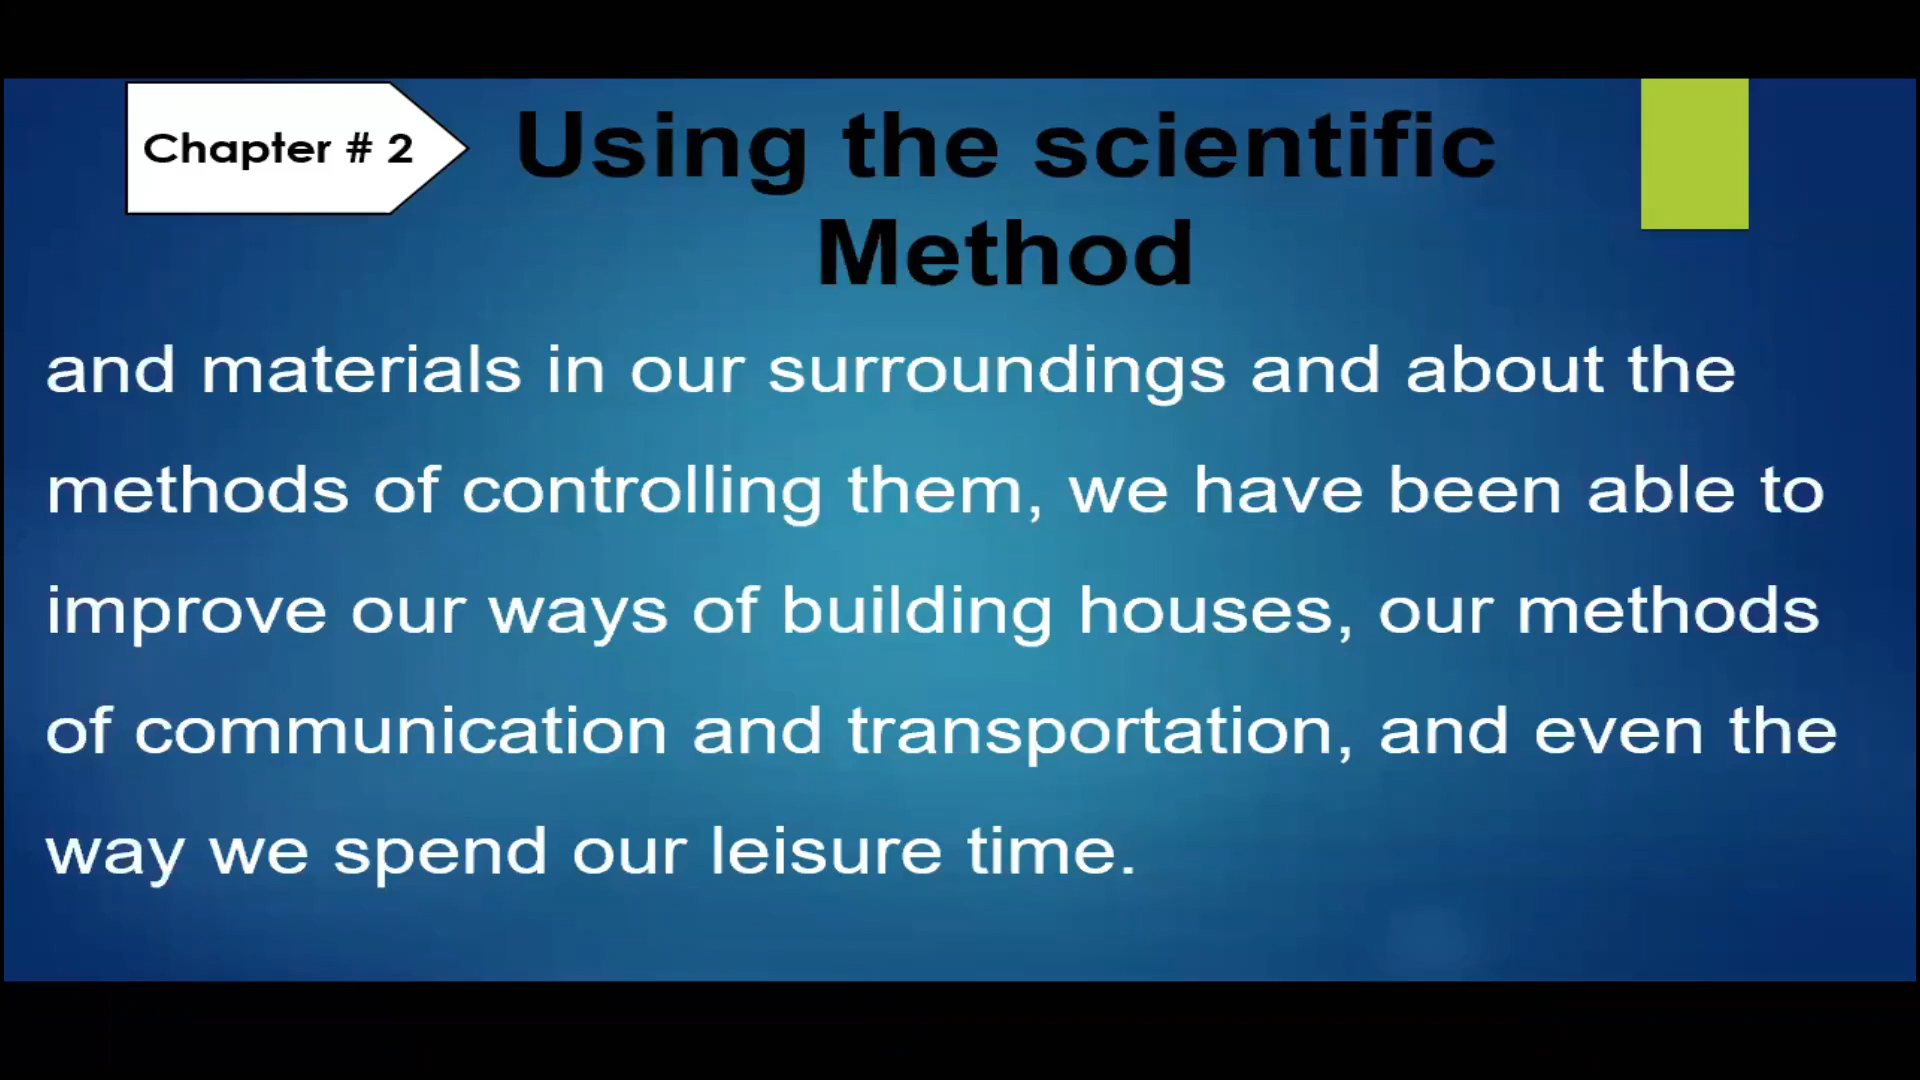 Chapter # 2
Using the scientific
Method
and materials in our surroundings and about the
methods of controlling them, we have been able to
improve our ways of building houses, our methods
of communication and transportation, and even the
way we spend our leisure time.